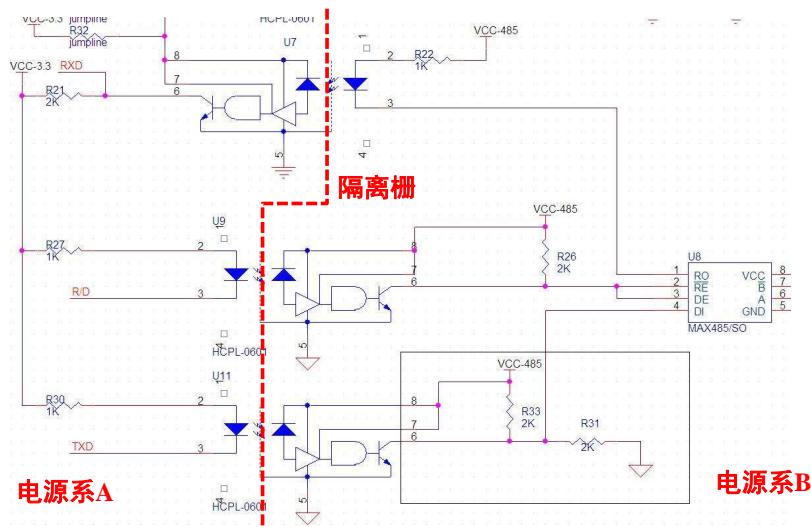 VCC-3.3
jumpline
R32
jumpline
HCPL-0601
U7
VCC-485
R22
1K
VCC-3.3
RXD
R21
2K
8
7
6
5
1
2
3
4
隔离栅
U9
1
R27
1K
2
R/D
3
4
HCPL-0601
8
7
6
5
VCC-485
R26
2K
U8
1 RO VCC 8
2 RE B 7
3 DE A 6
4 DI GND 5
MAX485/SO
U11
1
R30
1K
2
TXD
3
4
HCPL-0601
8
7
6
5
VCC-485
R33
2K
R31
2K
电源系A
电源系B